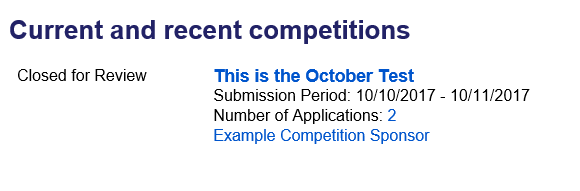 Current and recent competitions
Closed for Review
This is the October Test
Submission Period: 10/10/2017 - 10/11/2017
Number of Applications: 2
Example Competition Sponsor